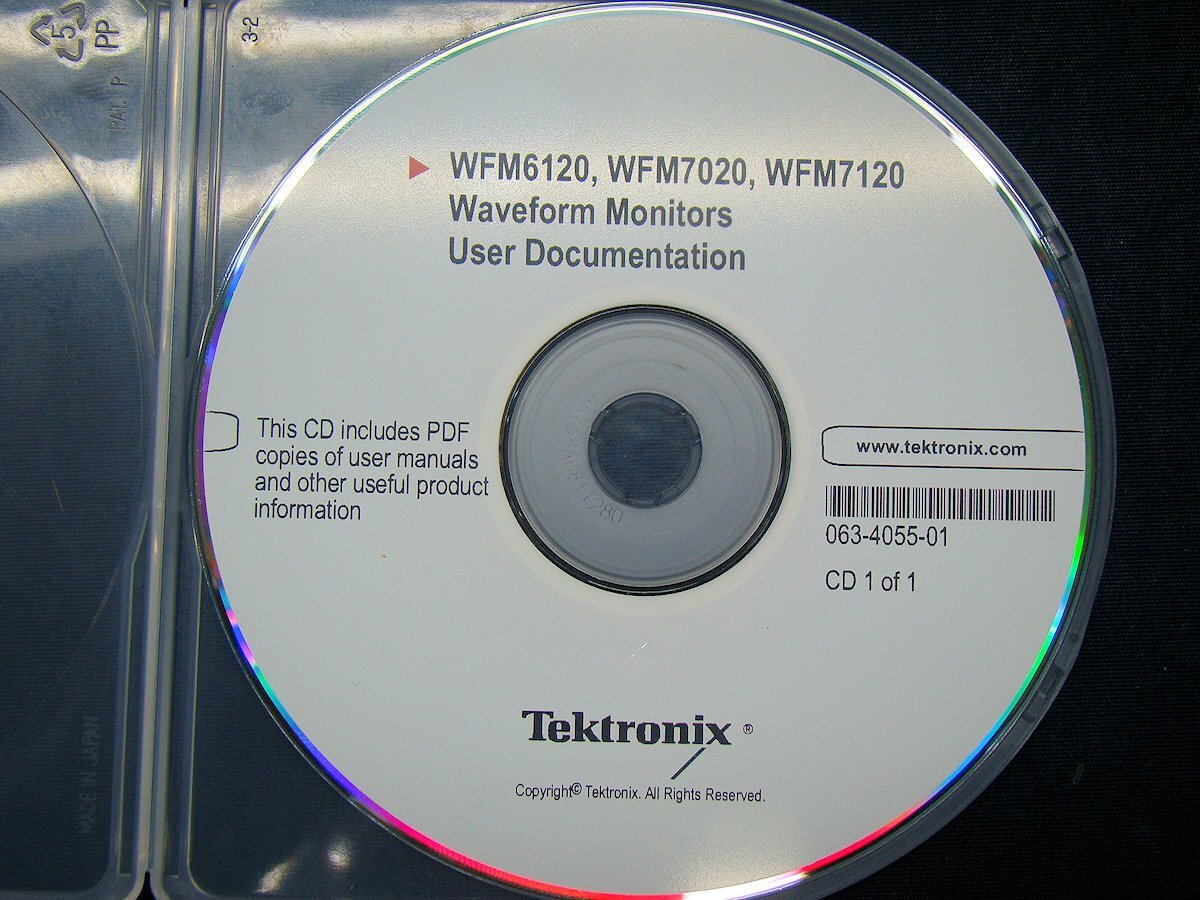 5
PP
3-2
PAT. P
WFM6120, WFM7020, WFM7120
Waveform Monitors
User Documentation
This CD includes PDF
copies of user manuals
and other useful product
information
www.tektronix.com
063-4055-01
CD 1 of 1
Tektronix ®
Copyright© Tektronix. All Rights Reserved.
MADE IN JAPAN